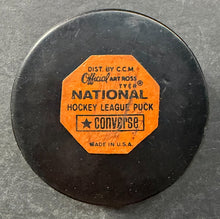 DIST. BY C.C.M.
Official ART ROSS
TYER®
NATIONAL
HOCKEY LEAGUE PUCK
★ CONVERSE
MADE IN U.S.A.